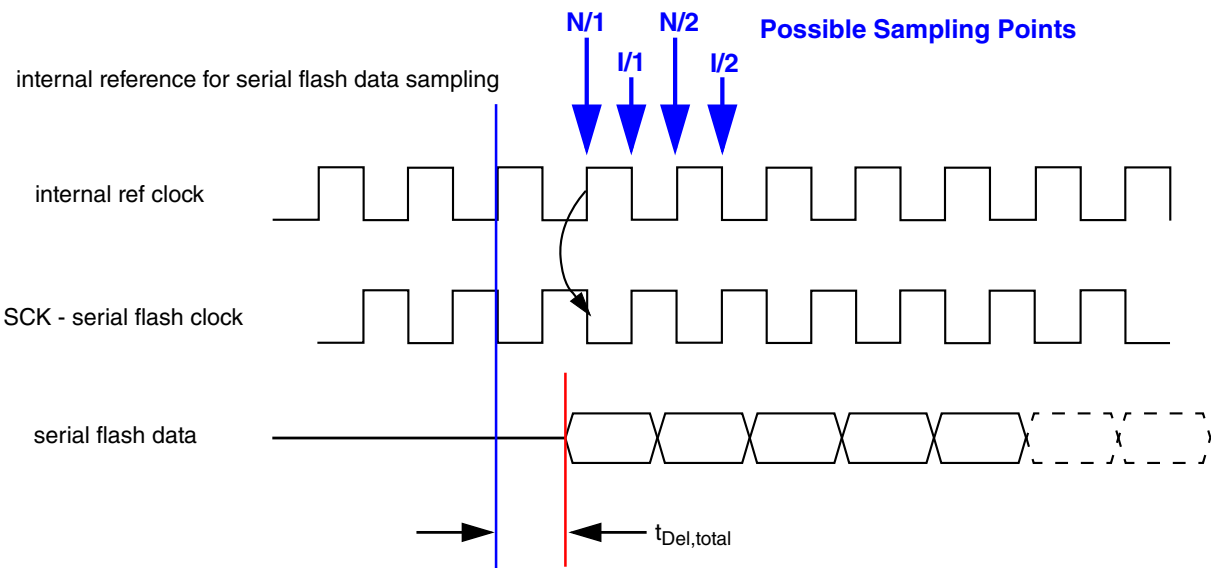 N/1
N/2
Possible Sampling Points
I/1
I/2
internal reference for serial flash data sampling
internal ref clock
SCK - serial flash clock
serial flash data
tDel,total